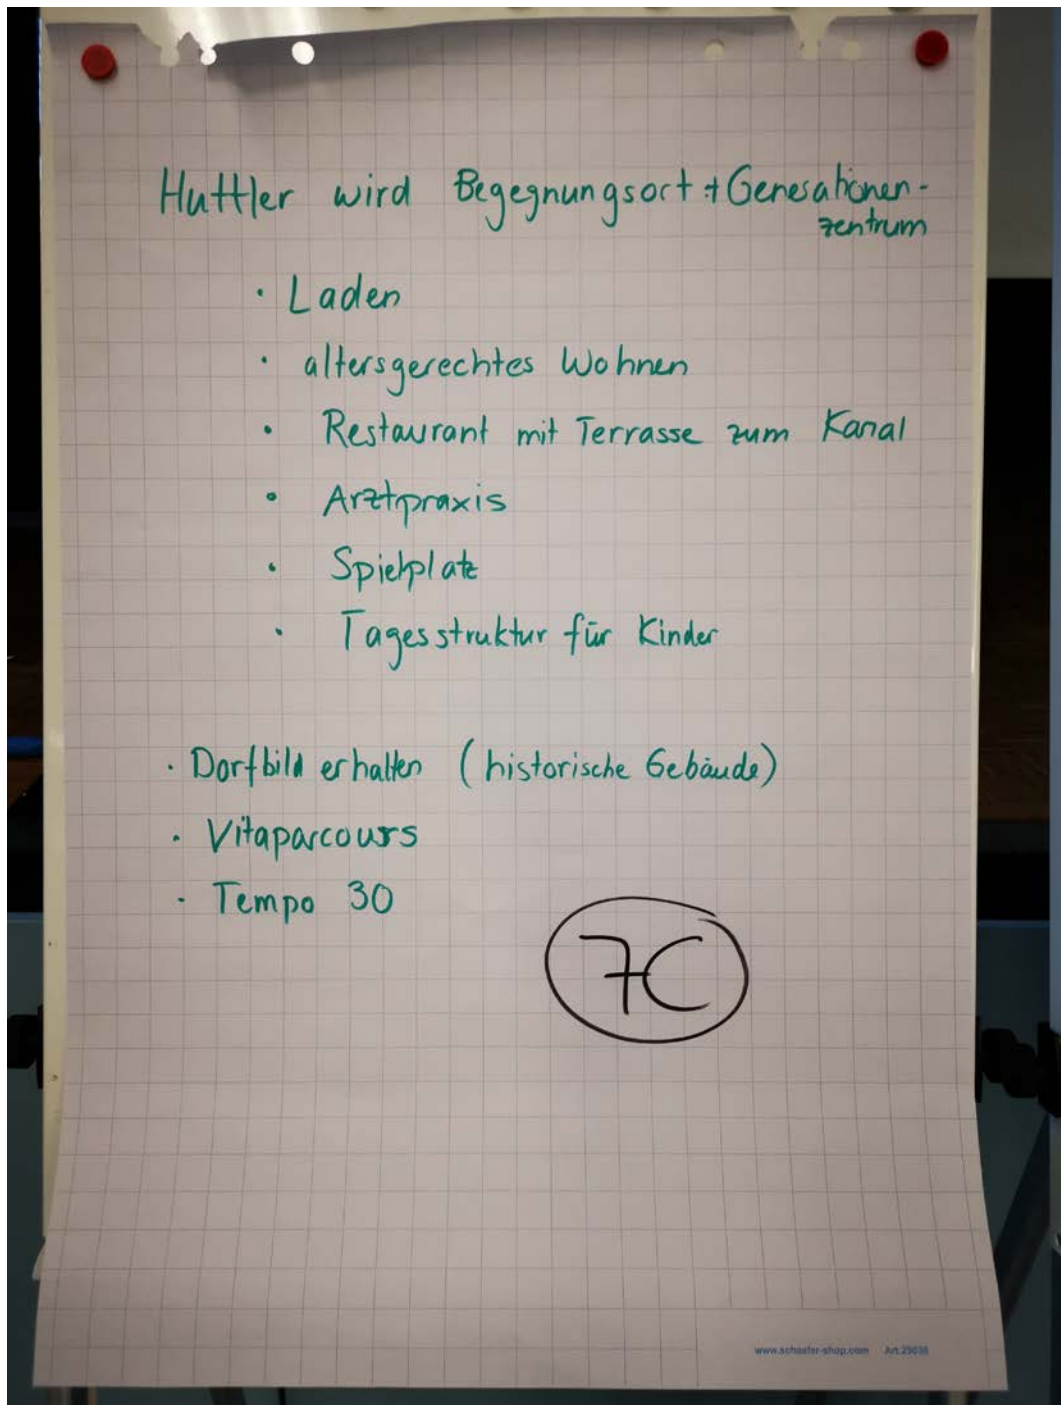 Huttler wird Begegnungsort + Generationen-
zentrum
· Laden
· altersgerechtes Wohnen
· Restaurant mit Terrasse zum Kanal
· Arztpraxis
· Spielplatz
· Tagesstruktur für Kinder
· Dorfbild erhalten (historische Gebäude)
· Vitaparcours
· Tempo 30
7C
www.schaefer-shop.com Art.25036